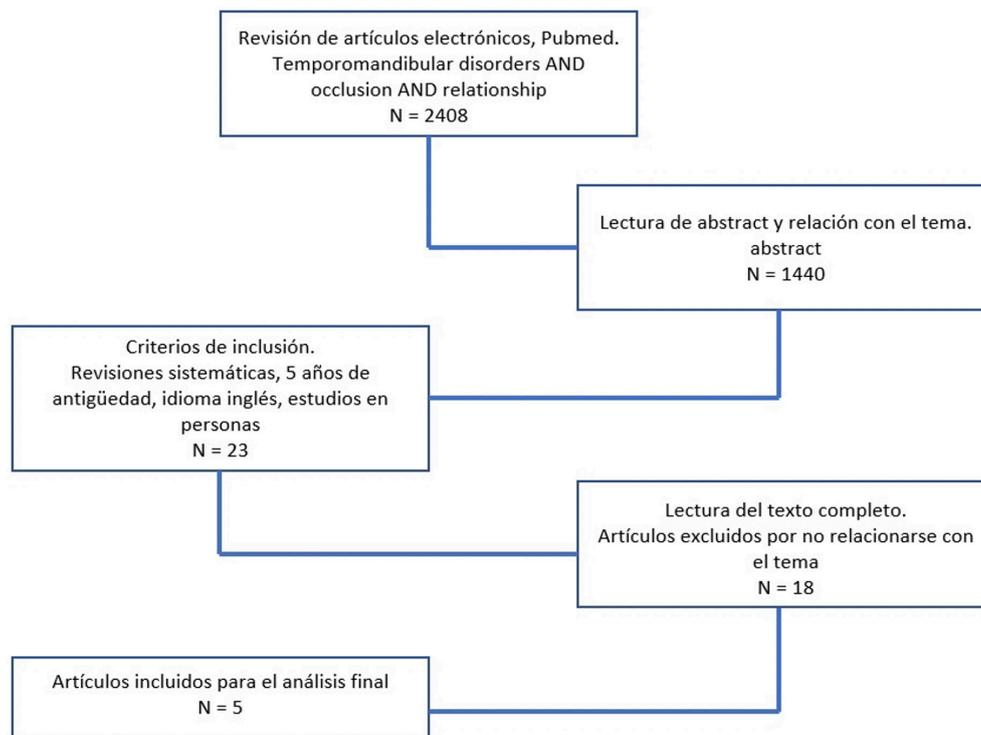 Revisión de artículos electrónicos, Pubmed.
Temporomandibular disorders AND
occlusion AND relationship
N = 2408
Lectura de abstract y relación con el tema.
abstract
N = 1440
Criterios de inclusión.
Revisiones sistemáticas, 5 años de
antigüedad, idioma inglés, estudios en
personas
N = 23
Lectura del texto completo.
Artículos excluidos por no relacionarse con
el tema
N = 18
Artículos incluidos para el análisis final
N = 5